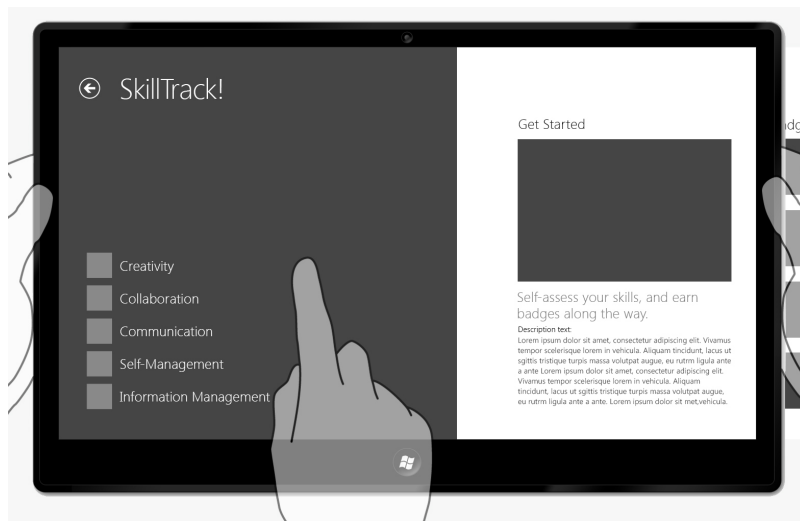 SkillTrack!
Creativity
Collaboration
Communication
Self-Management
Information Management
Get Started
Self-assess your skills, and earn
badges along the way.
Description text:
Lorem ipsum dolor sit amet, consectetur adipiscing elit. Vivamus
tempor scelerisque lorem in vehicula. Aliquam tincidunt, lacus ut
sgittis tristique turpis massa volutpat augue, eu rutrm ligula ante
a ante Lorem ipsum dolor sit amet, consectetur adipiscing elit.
Vivamus tempor scelerisque lorem in vehicula. Aliquam
tincidunt, lacus ut sgittis tristique turpis massa volutpat augue,
eu rutrm ligula ante a ante. Lorem ipsum dolor sit met,vehicula.